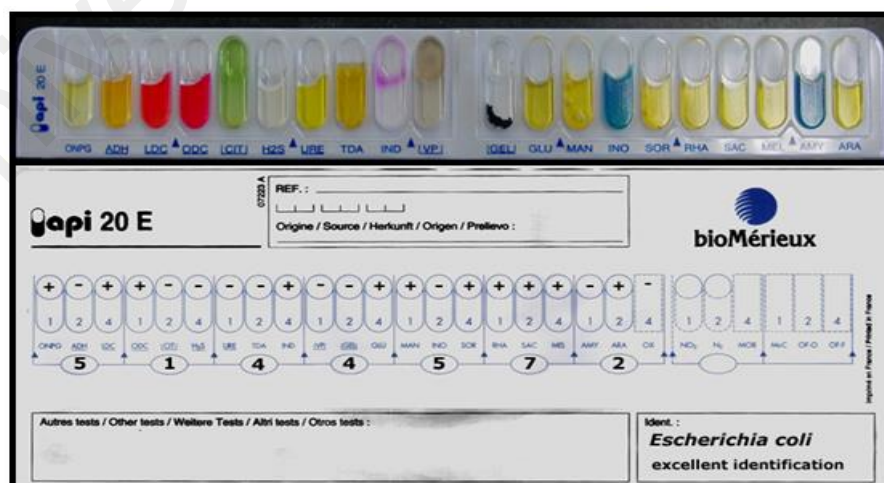 api 20 E
ONPG ADH LDC ODC |CIT| H2S URE TDA IND |VP| |GEL| GLU MAN INO SOR RHA SAC MEL AMY ARA
07223 A
REF. :
Origine / Source / Herkunft / Origen / Prelievo :
api 20 E
bioMérieux
+ - + + - - - - + - - + + - + + + + - + -
1 2 4 1 2 4 1 2 4 1 2 4 1 2 4 1 2 4 1 2 4 1 2 4 1 2 4
ONPG ADH LDC ODC |CIT| H2S URE TDA IND |VP| |GEL| GLU MAN INO SOR RHA SAC MEL AMY ARA OX NO2 N2 MOB McC OF-O OF-F
5 1 4 4 5 7 2
Imprimé en France / Printed in France
Autres tests / Other tests / Weitere Tests / Altri tests / Otros tests :
Ident. :
Escherichia coli
excellent identification